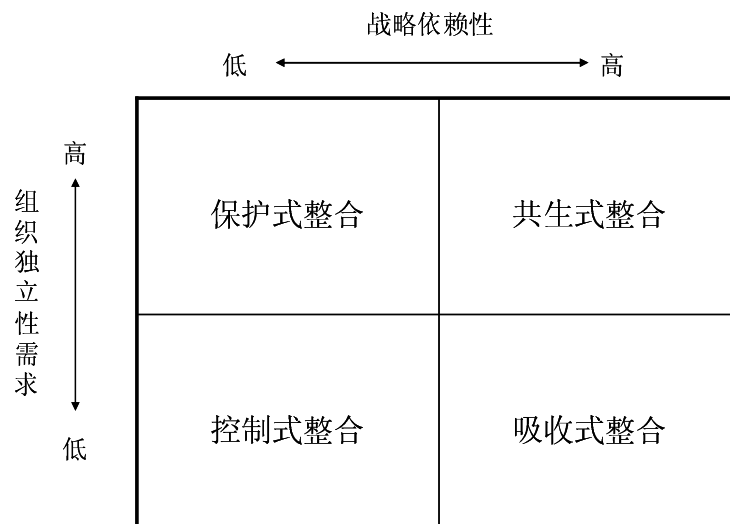 战略依赖性
低
高
高
组织独立性需求
低
保护式整合
共生式整合
控制式整合
吸收式整合